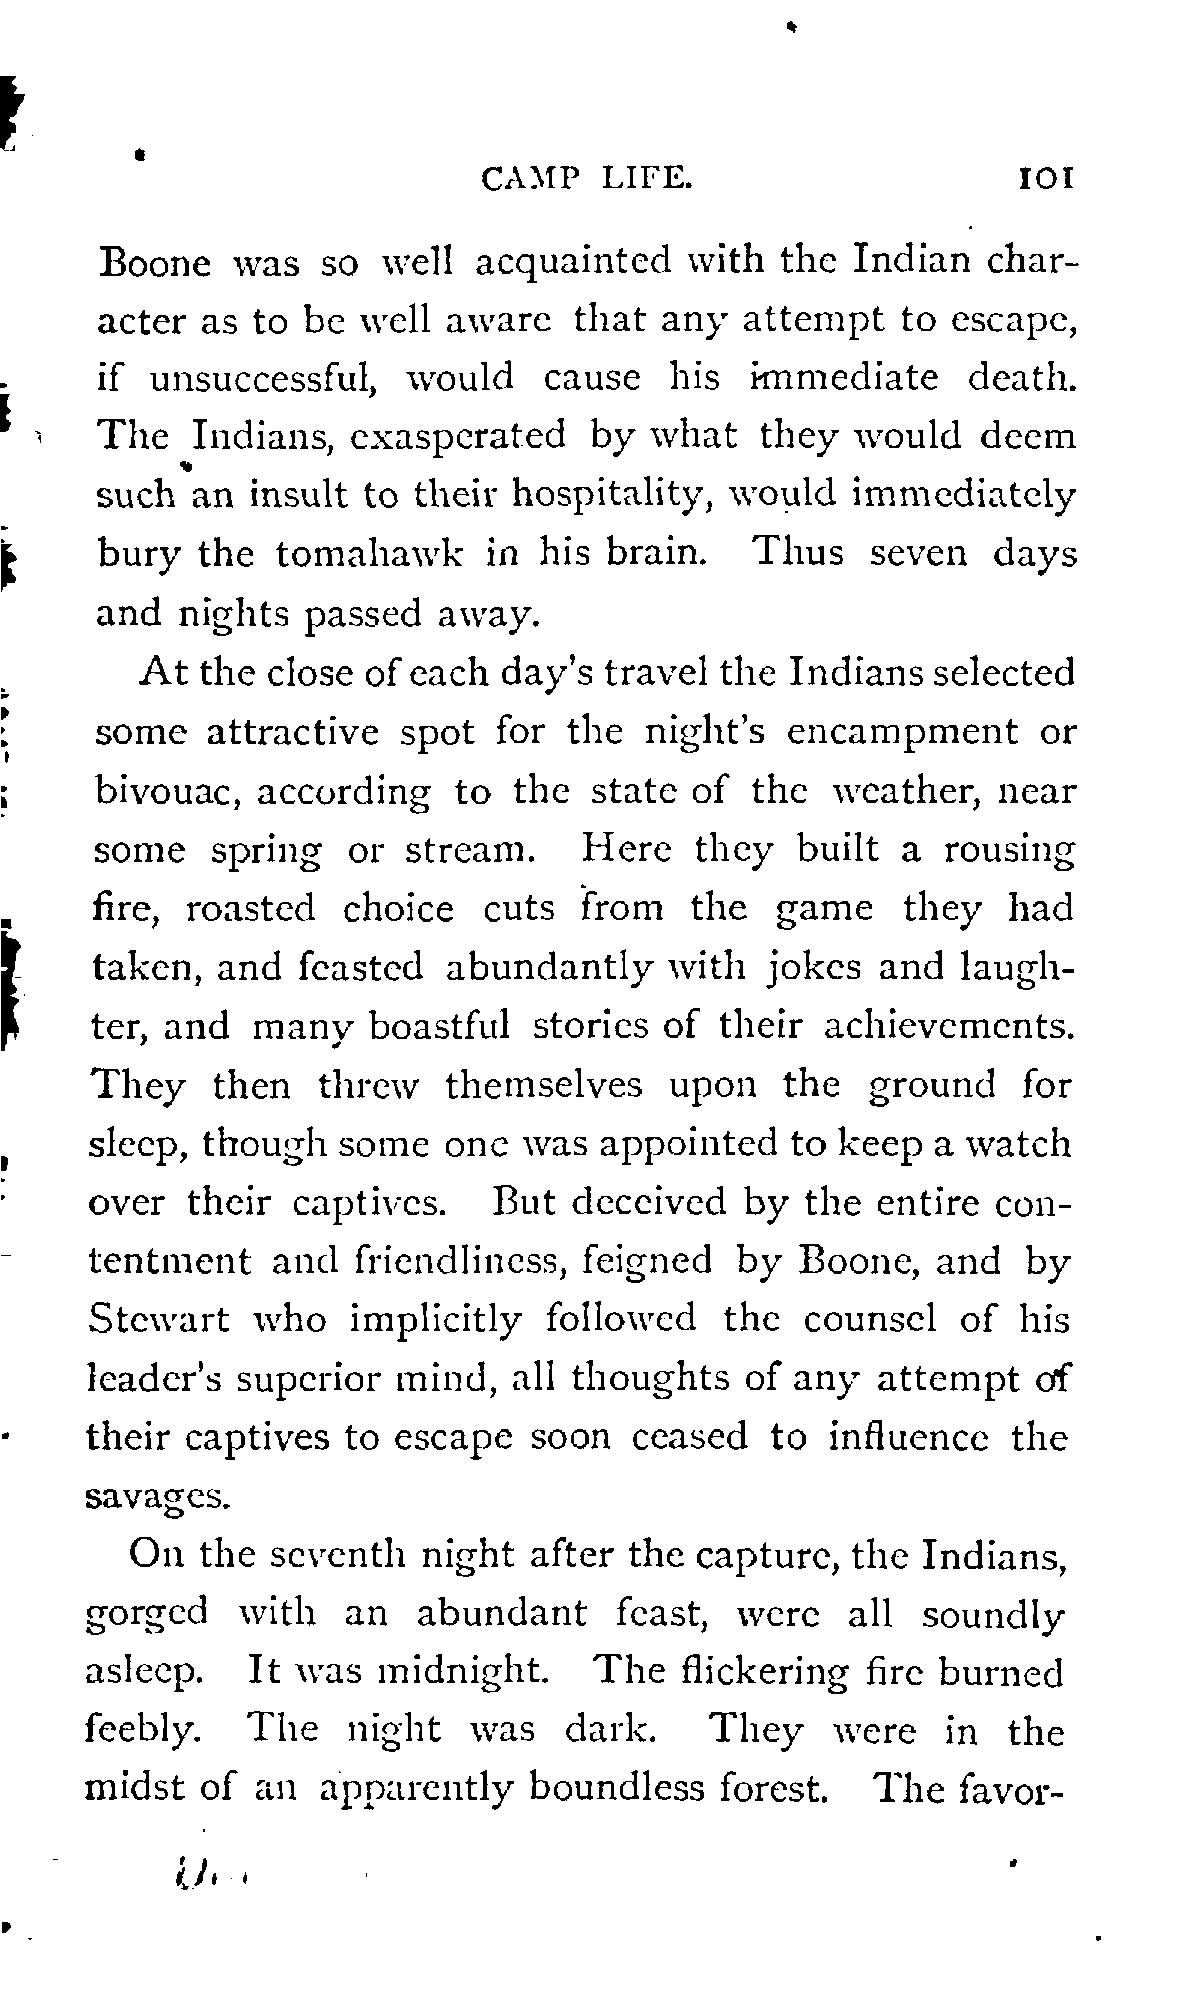 CAMP LIFE. 101
Boone was so well acquainted with the Indian char-
acter as to be well aware that any attempt to escape,
if unsuccessful, would cause his immediate death.
The Indians, exasperated by what they would deem
such an insult to their hospitality, would immediately
bury the tomahawk in his brain. Thus seven days
and nights passed away.
At the close of each day's travel the Indians selected
some attractive spot for the night's encampment or
bivouac, according to the state of the weather, near
some spring or stream. Here they built a rousing
fire, roasted choice cuts from the game they had
taken, and feasted abundantly with jokes and laugh-
ter, and many boastful stories of their achievements.
They then threw themselves upon the ground for
sleep, though some one was appointed to keep a watch
over their captives. But deceived by the entire con-
tentment and friendliness, feigned by Boone, and by
Stewart who implicitly followed the counsel of his
leader's superior mind, all thoughts of any attempt of
their captives to escape soon ceased to influence the
savages.
On the seventh night after the capture, the Indians,
gorged with an abundant feast, were all soundly
asleep. It was midnight. The flickering fire burned
feebly. The night was dark. They were in the
midst of an apparently boundless forest. The favor-